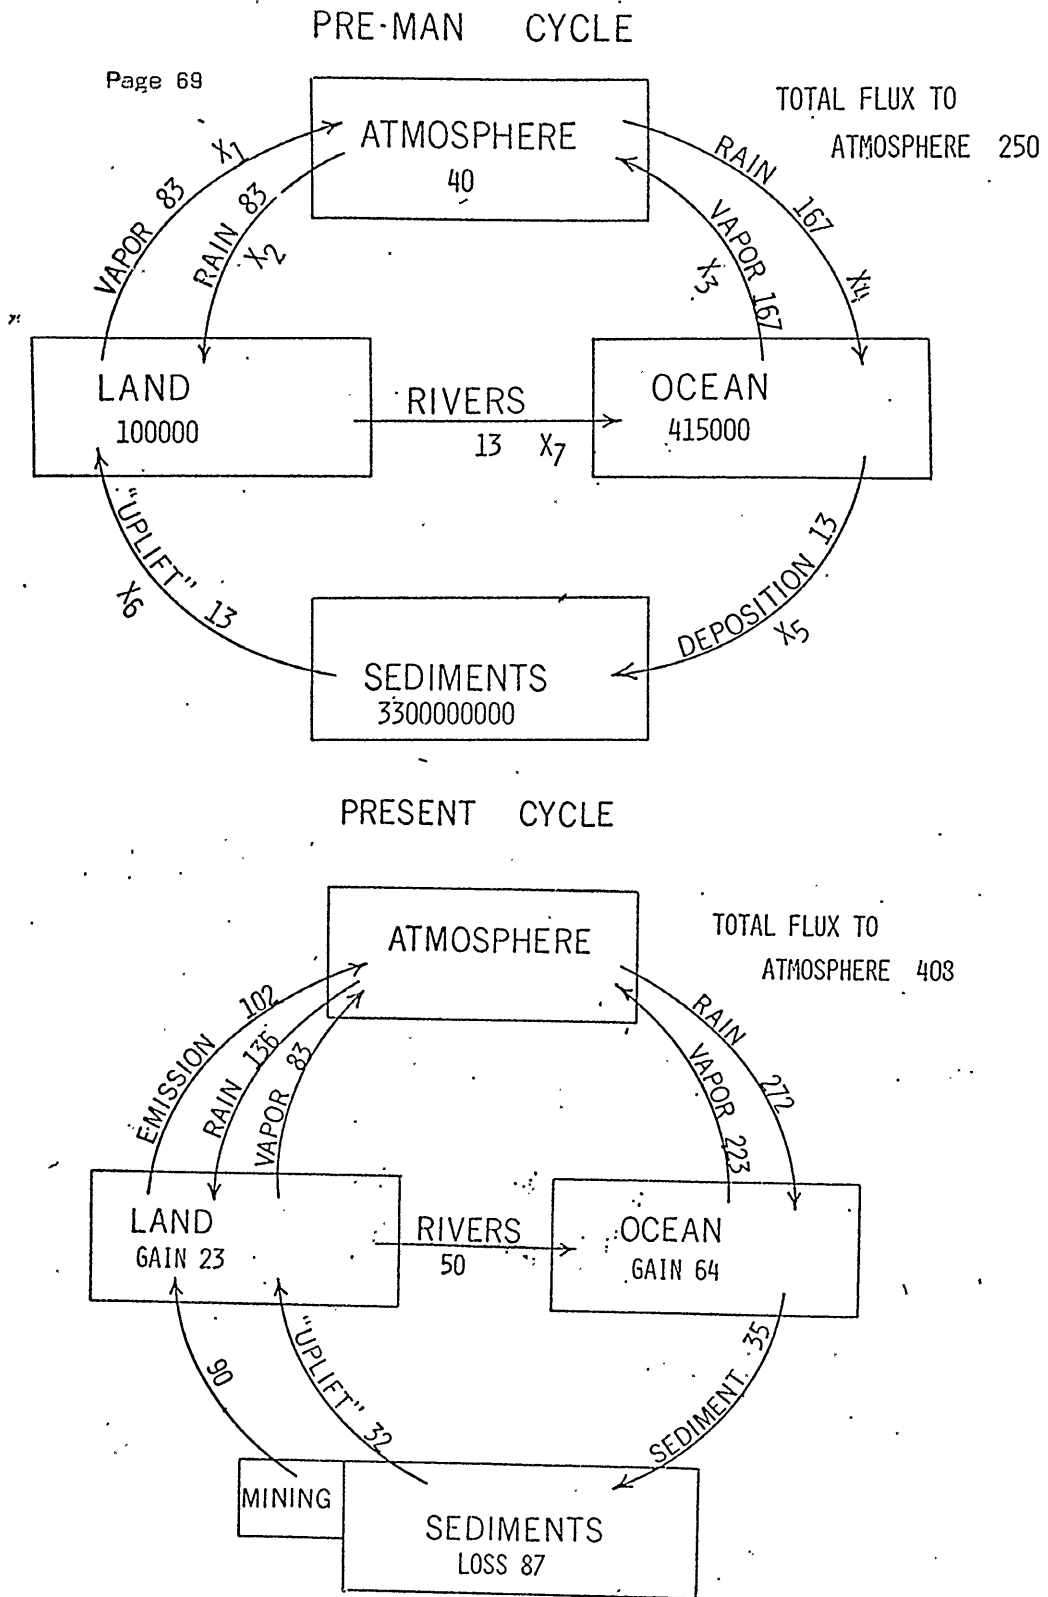 PRE-MAN CYCLE
Page 69
TOTAL FLUX TO
ATMOSPHERE 250
ATMOSPHERE
40
VAPOR 83 X1
RAIN 83
X2
RAIN 167 X4
VAPOR 167
X3
LAND
100000
RIVERS
13 X7
OCEAN
415000
"UPLIFT" 13
X6
DEPOSITION 13
X5
SEDIMENTS
3300000000
PRESENT CYCLE
TOTAL FLUX TO
ATMOSPHERE 408
ATMOSPHERE
EMISSION 102
RAIN 136
VAPOR 83
RAIN 272
VAPOR 223
LAND
GAIN 23
RIVERS
50
OCEAN
GAIN 64
90
"UPLIFT" 32
SEDIMENT 35
MINING
SEDIMENTS
LOSS 87